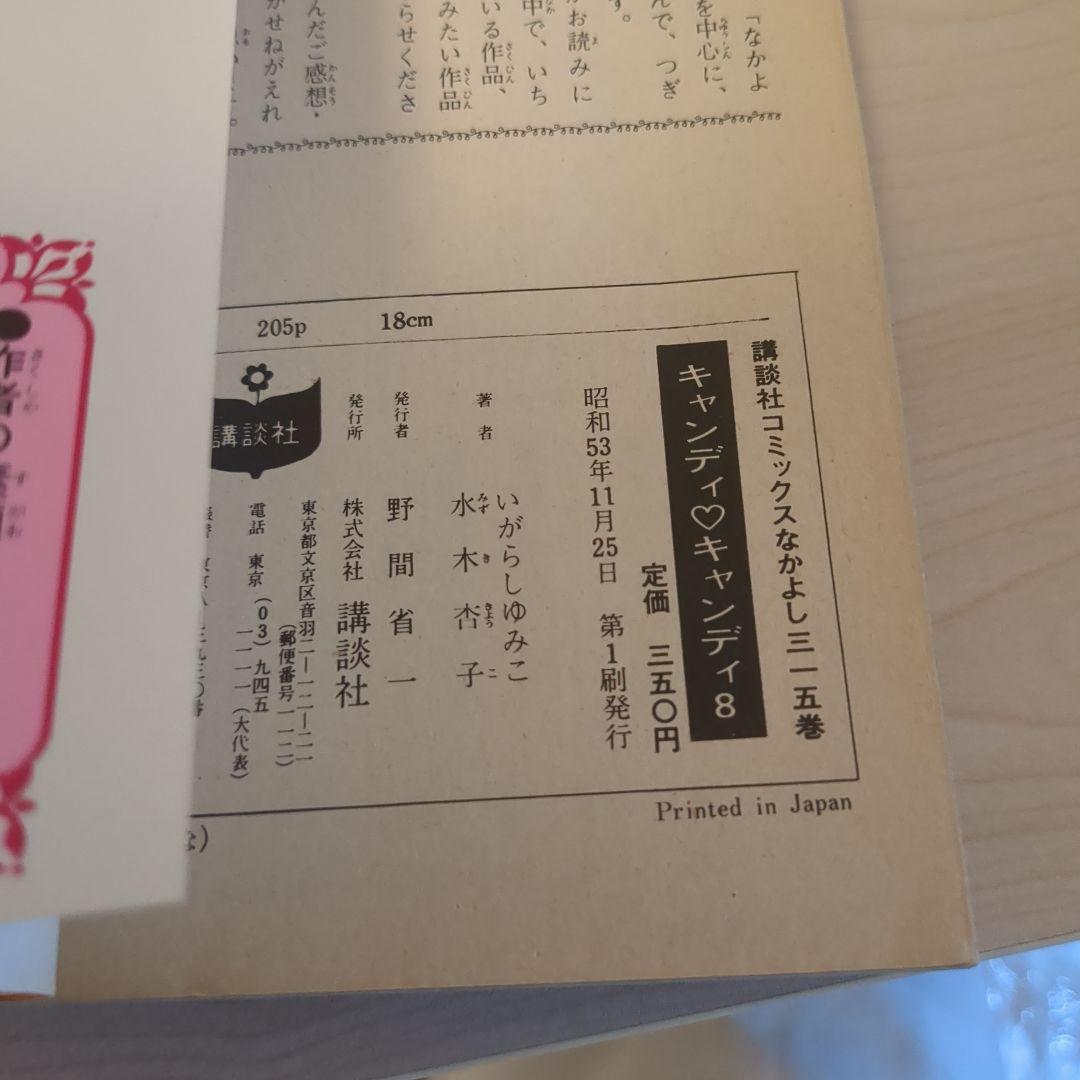 「なかよ
を中心に、
んで、つぎ
す。
お読みに
中で、いち
いる作品、
みたい作品
らせくださ
んだご感想・
かせねがえれ
205p 18cm
講談社コミックスなかよし三一五巻
キャンディ♡キャンディ8
定価 三五〇円
昭和53年11月25日 第1刷発行
著者 いがらしゆみこ
水木杏子
発行者 野間省一
発行所 株式会社 講談社
東京都文京区音羽二—一二—二一
(郵便番号一一二)
電話 東京(03)九四五
一一一一(大代表)
講談社
Printed in Japan
な)
作者の